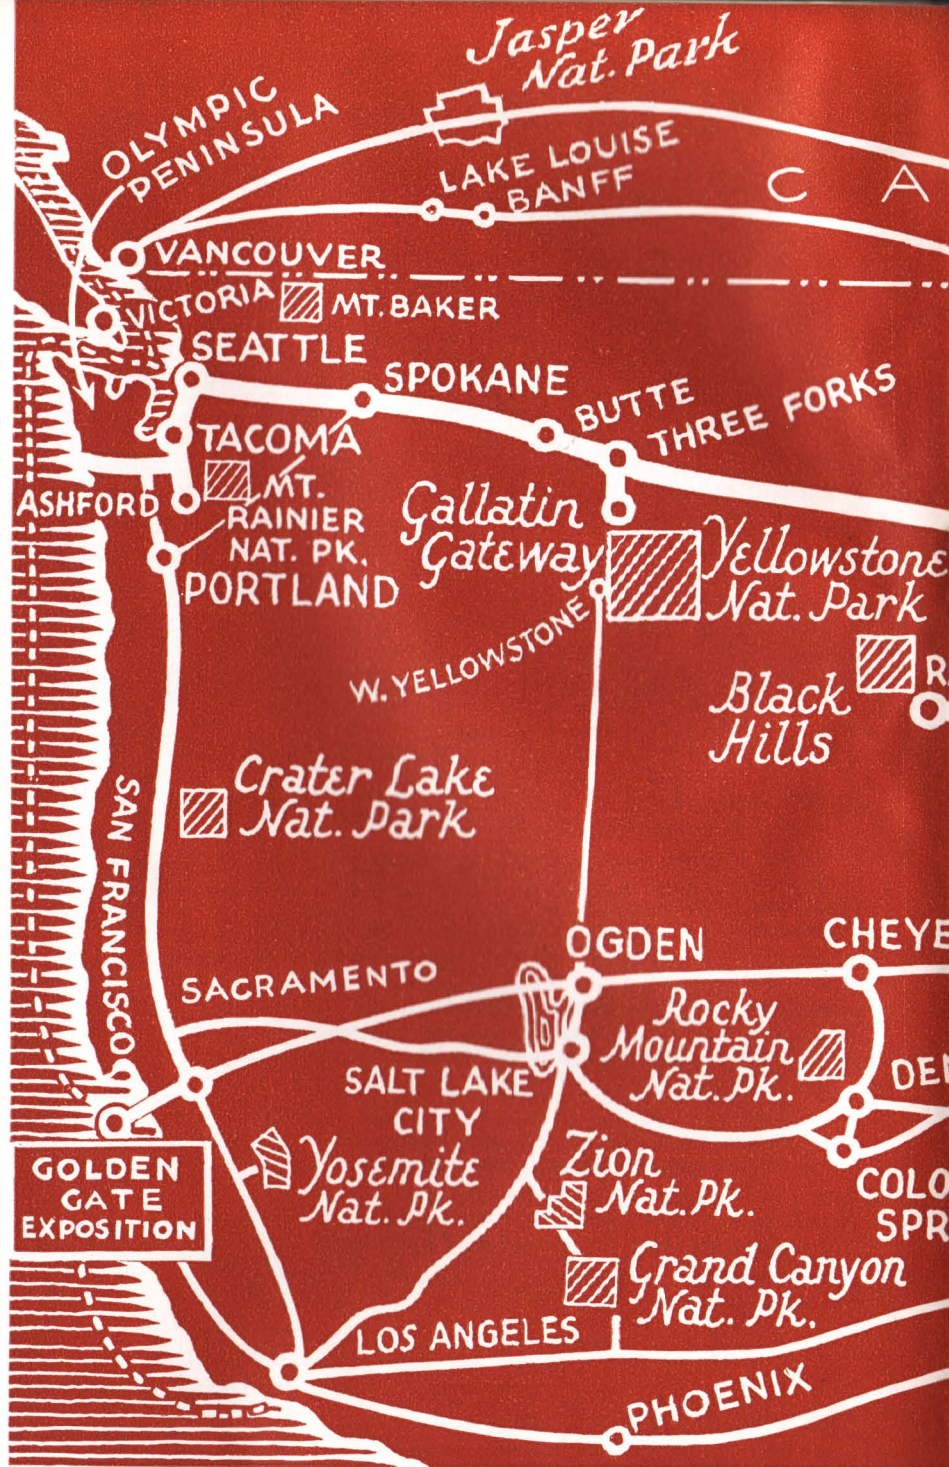 Jasper
Nat. Park
OLYMPIC
PENINSULA
LAKE LOUISE
BANFF
C A
VANCOUVER
VICTORIA
MT. BAKER
SEATTLE
SPOKANE
BUTTE
THREE FORKS
TACOMA
ASHFORD
MT.
RAINIER
NAT. PK.
Gallatin
Gateway
Yellowstone
Nat. Park
PORTLAND
W. YELLOWSTONE
Black
Hills
R
Crater Lake
Nat. Park
SAN FRANCISCO
OGDEN
CHEYE
SACRAMENTO
Rocky
Mountain
Nat. Pk.
DE
SALT LAKE
CITY
GOLDEN
GATE
EXPOSITION
Yosemite
Nat. Pk.
Zion
Nat. Pk.
COLO
SPR
Grand Canyon
Nat. Pk.
LOS ANGELES
PHOENIX